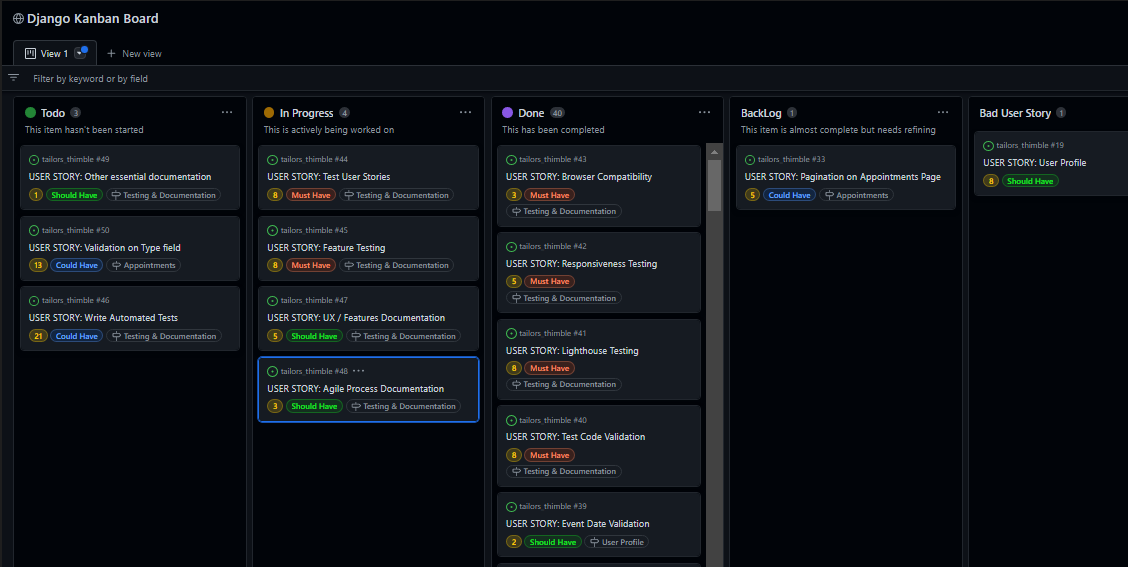 Django Kanban Board
View 1
New view
Filter by keyword or by field
Todo 3
This item hasn't been started
tailors_thimble #49
USER STORY: Other essential documentation
1 Should Have Testing & Documentation
tailors_thimble #50
USER STORY: Validation on Type field
13 Could Have Appointments
tailors_thimble #46
USER STORY: Write Automated Tests
21 Could Have Testing & Documentation
In Progress 4
This is actively being worked on
tailors_thimble #44
USER STORY: Test User Stories
8 Must Have Testing & Documentation
tailors_thimble #45
USER STORY: Feature Testing
8 Must Have Testing & Documentation
tailors_thimble #47
USER STORY: UX / Features Documentation
5 Should Have Testing & Documentation
tailors_thimble #48
USER STORY: Agile Process Documentation
3 Should Have Testing & Documentation
Done 40
This has been completed
tailors_thimble #43
USER STORY: Browser Compatibility
3 Must Have
Testing & Documentation
tailors_thimble #42
USER STORY: Responsiveness Testing
5 Must Have
Testing & Documentation
tailors_thimble #41
USER STORY: Lighthouse Testing
8 Must Have
Testing & Documentation
tailors_thimble #40
USER STORY: Test Code Validation
8 Must Have
Testing & Documentation
tailors_thimble #39
USER STORY: Event Date Validation
2 Should Have User Profile
BackLog 1
This item is almost complete but needs refining
tailors_thimble #33
USER STORY: Pagination on Appointments Page
5 Could Have Appointments
Bad User Story 1
tailors_thimble #19
USER STORY: User Profile
8 Should Have